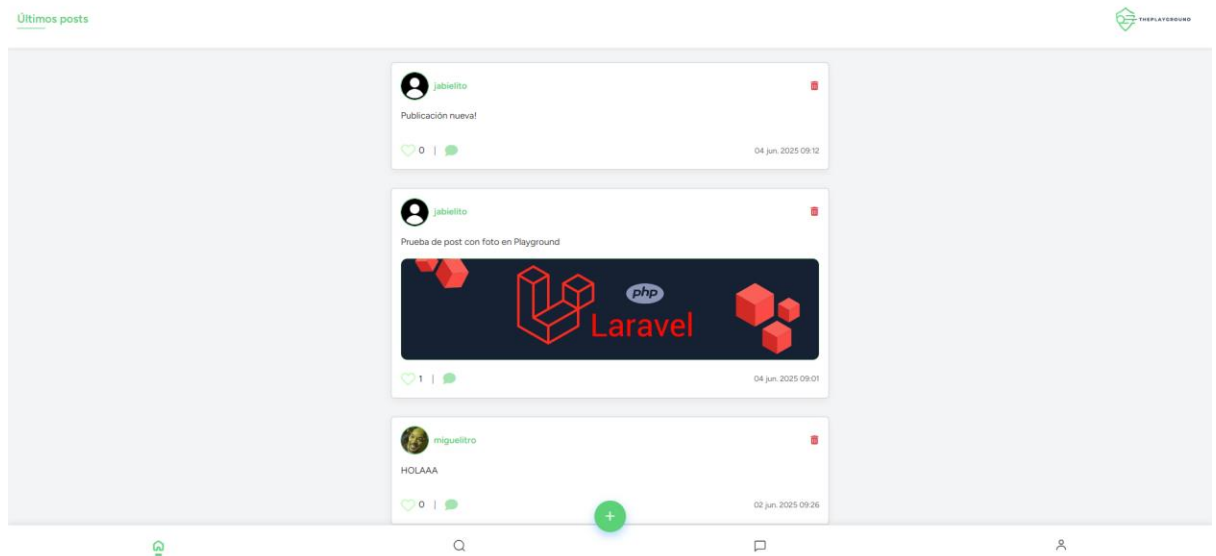 Últimos posts
THEPLAYGROUND
jabielito
Publicación nueva!
0 |
04 jun. 2025 09:12
jabielito
Prueba de post con foto en Playground
php
Laravel
1 |
04 jun. 2025 09:01
miguelitro
HOLAAA
0 |
02 jun. 2025 09:26
+